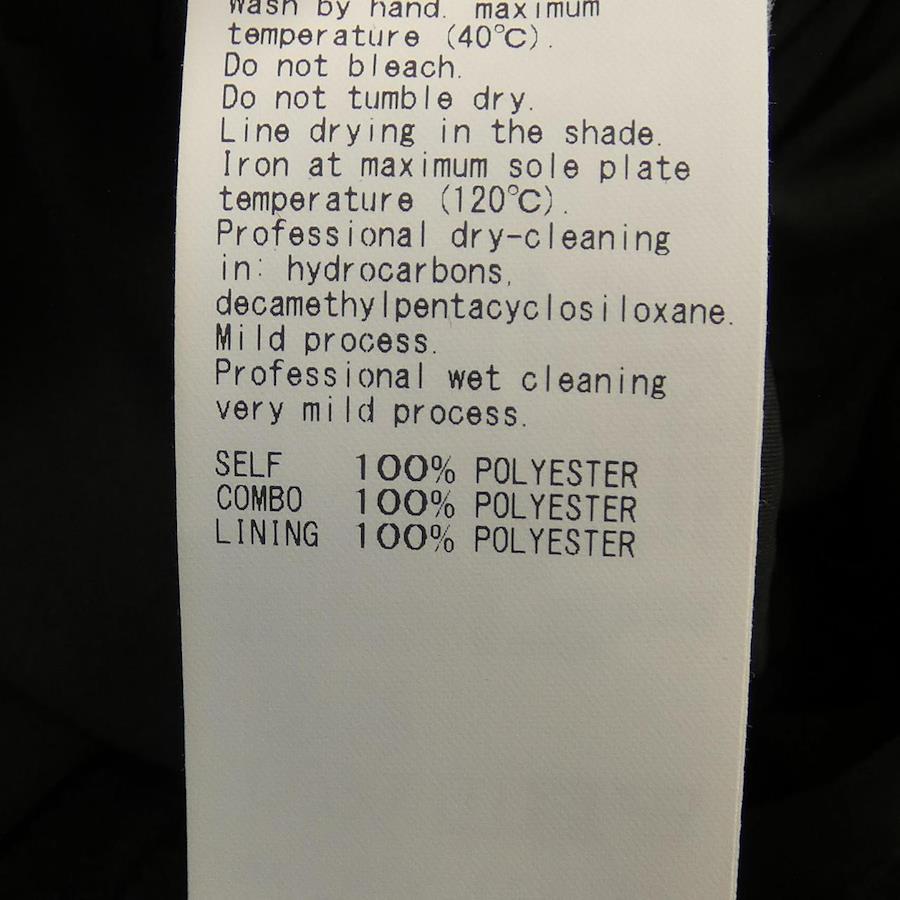 Wash by hand. maximum
temperature (40℃).
Do not bleach.
Do not tumble dry.
Line drying in the shade.
Iron at maximum sole plate
temperature (120℃).
Professional dry-cleaning
in: hydrocarbons,
decamethylpentacyclosiloxane.
Mild process.
Professional wet cleaning
very mild process.
SELF 100% POLYESTER
COMBO 100% POLYESTER
LINING 100% POLYESTER